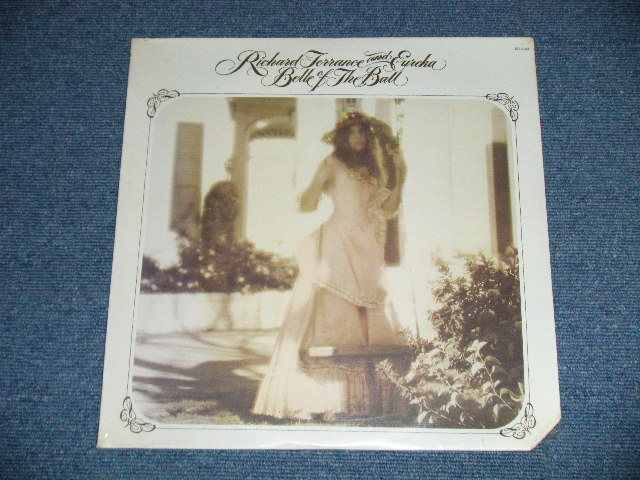 Richard Torrance and Eureka
Belle of The Ball